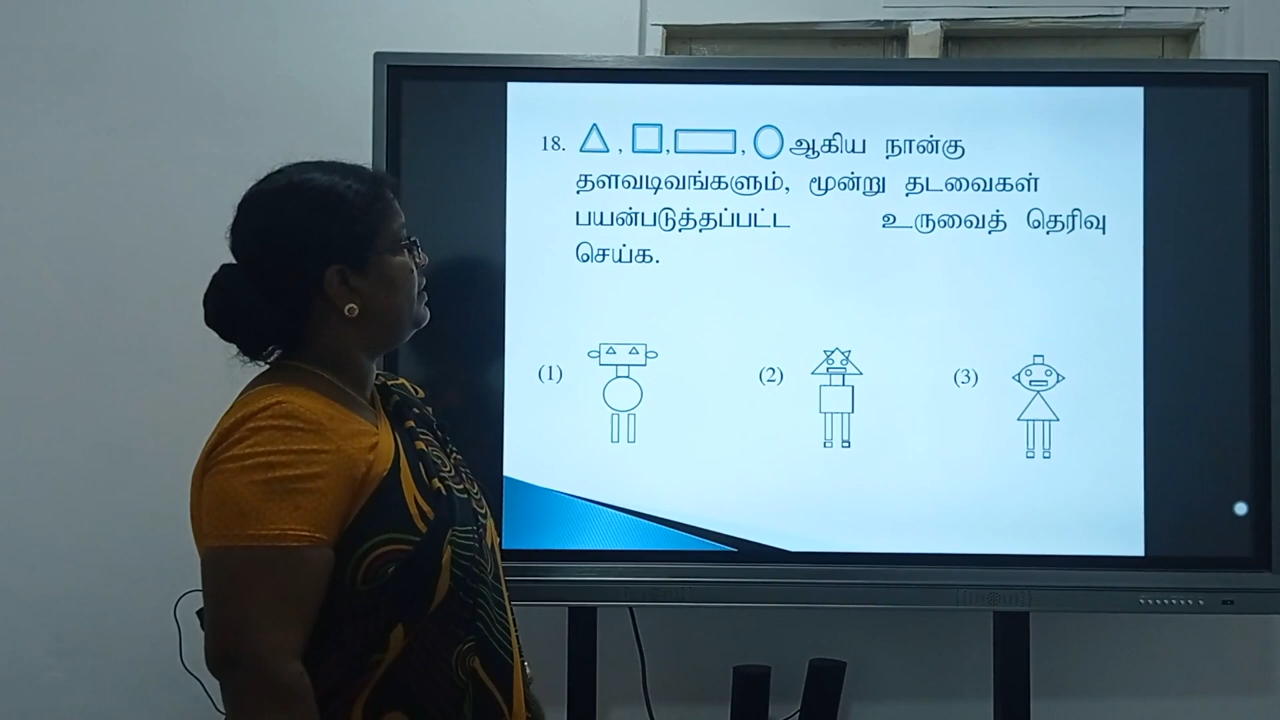 18. , , , ஆகிய நான்கு
தளவடிவங்களும், மூன்று தடவைகள்
பயன்படுத்தப்பட்ட உருவைத் தெரிவு
செய்க.
(1) (2) (3)